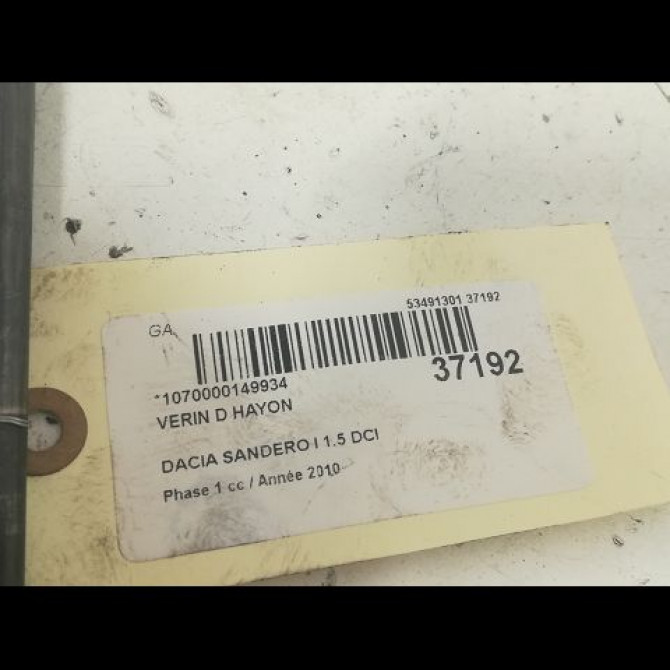 53491301 37192
GA
37192
*1070000149934
VERIN D HAYON
DACIA SANDERO I 1.5 DCI
Phase 1 cc / Année 2010